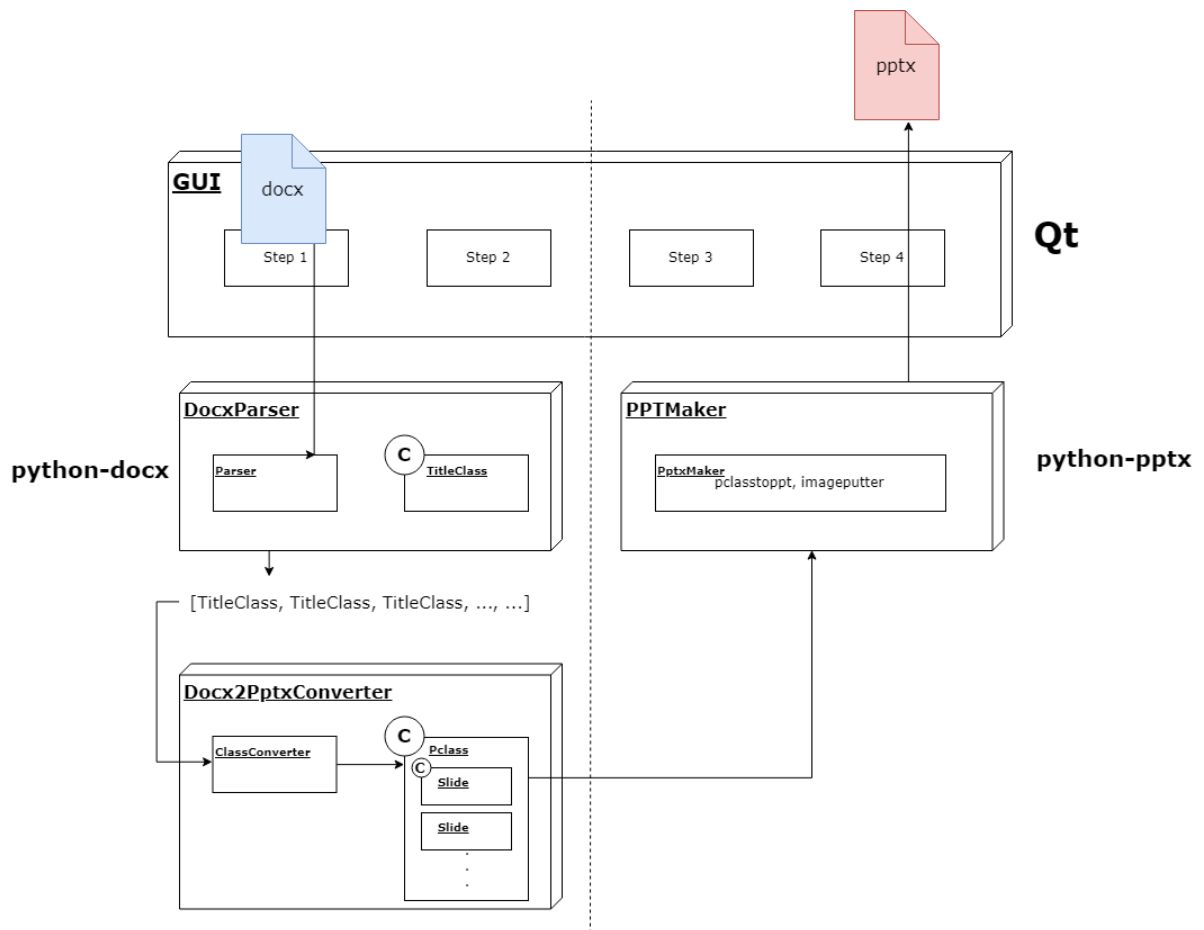 pptx
docx
GUI
Step 1
Step 2
Step 3
Step 4
Qt
python-docx
DocxParser
Parser
C
TitleClass
PPTMaker
PptxMaker
pclasstoppt, imageputter
python-pptx
[TitleClass, TitleClass, TitleClass, ..., ...]
Docx2PptxConverter
ClassConverter
C
Pclass
C
Slide
Slide
.
.
.